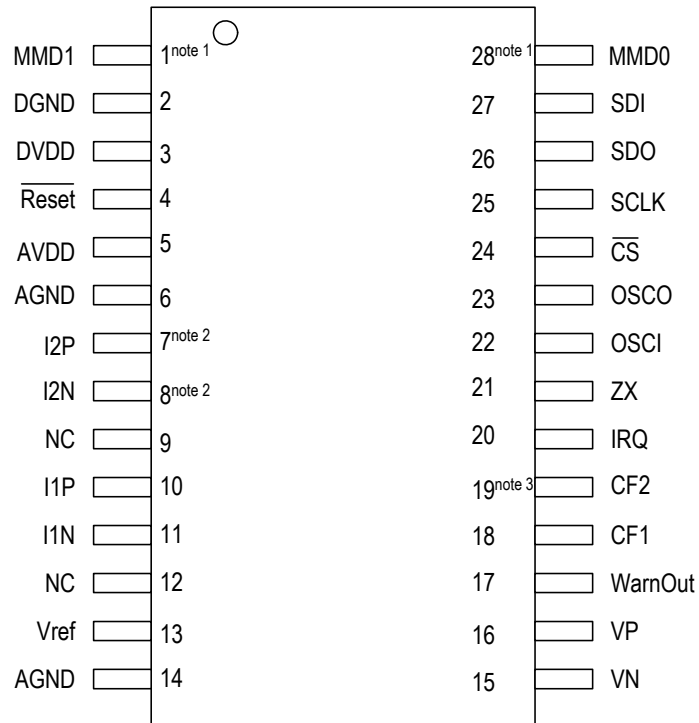 MMD1 1note 1 28note 1 MMD0
DGND 2 27 SDI
DVDD 3 26 SDO
Reset 4 25 SCLK
AVDD 5 24 CS
AGND 6 23 OSCO
I2P 7note 2 22 OSCI
I2N 8note 2 21 ZX
NC 9 20 IRQ
I1P 10 19note 3 CF2
I1N 11 18 CF1
NC 12 17 WarnOut
Vref 13 16 VP
AGND 14 15 VN